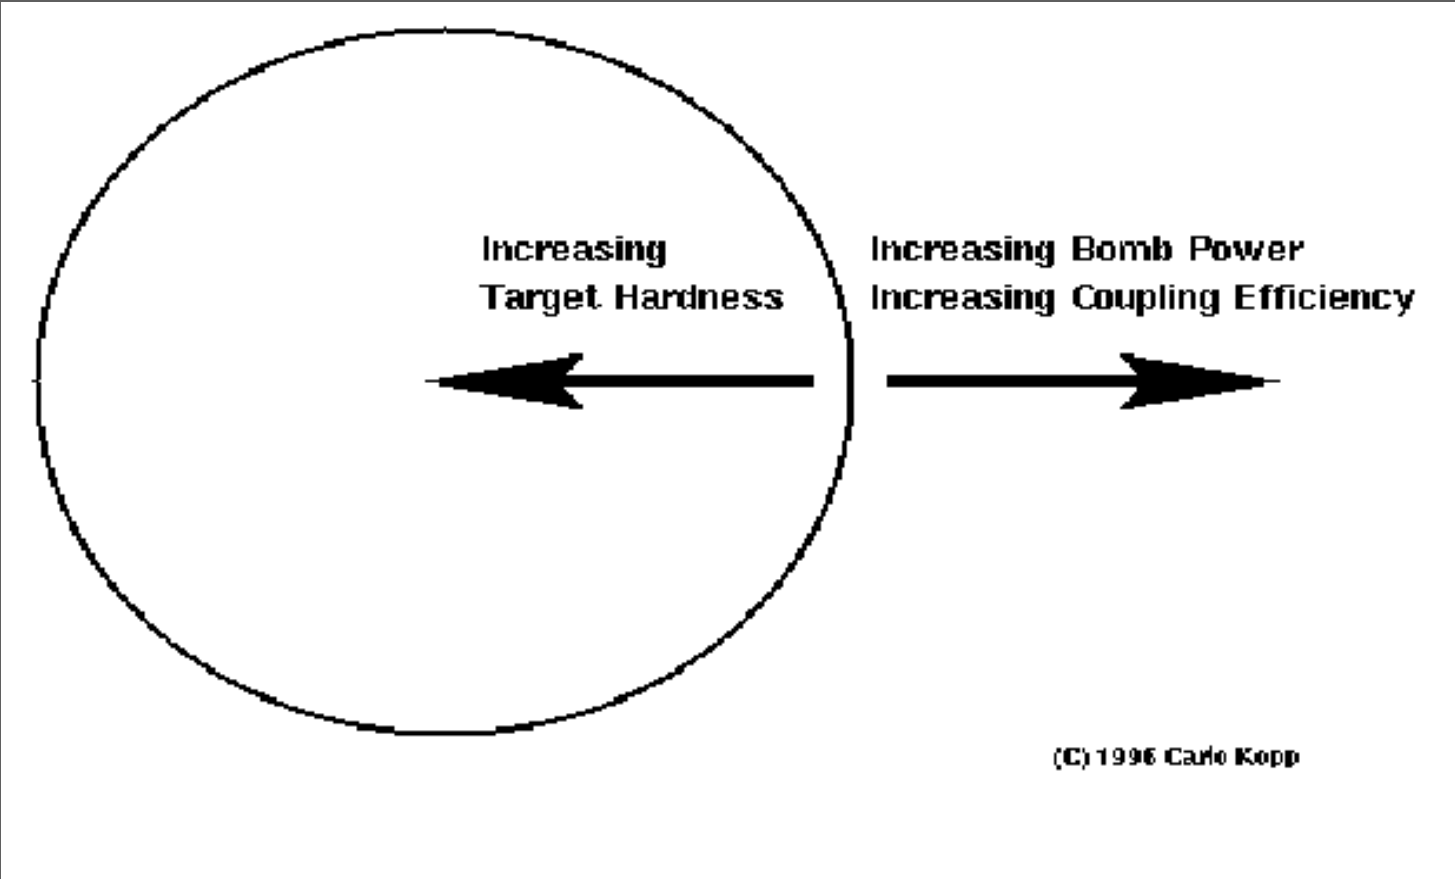 Increasing
Target Hardness
Increasing Bomb Power
Increasing Coupling Efficiency
(C) 1996 Carlo Kopp